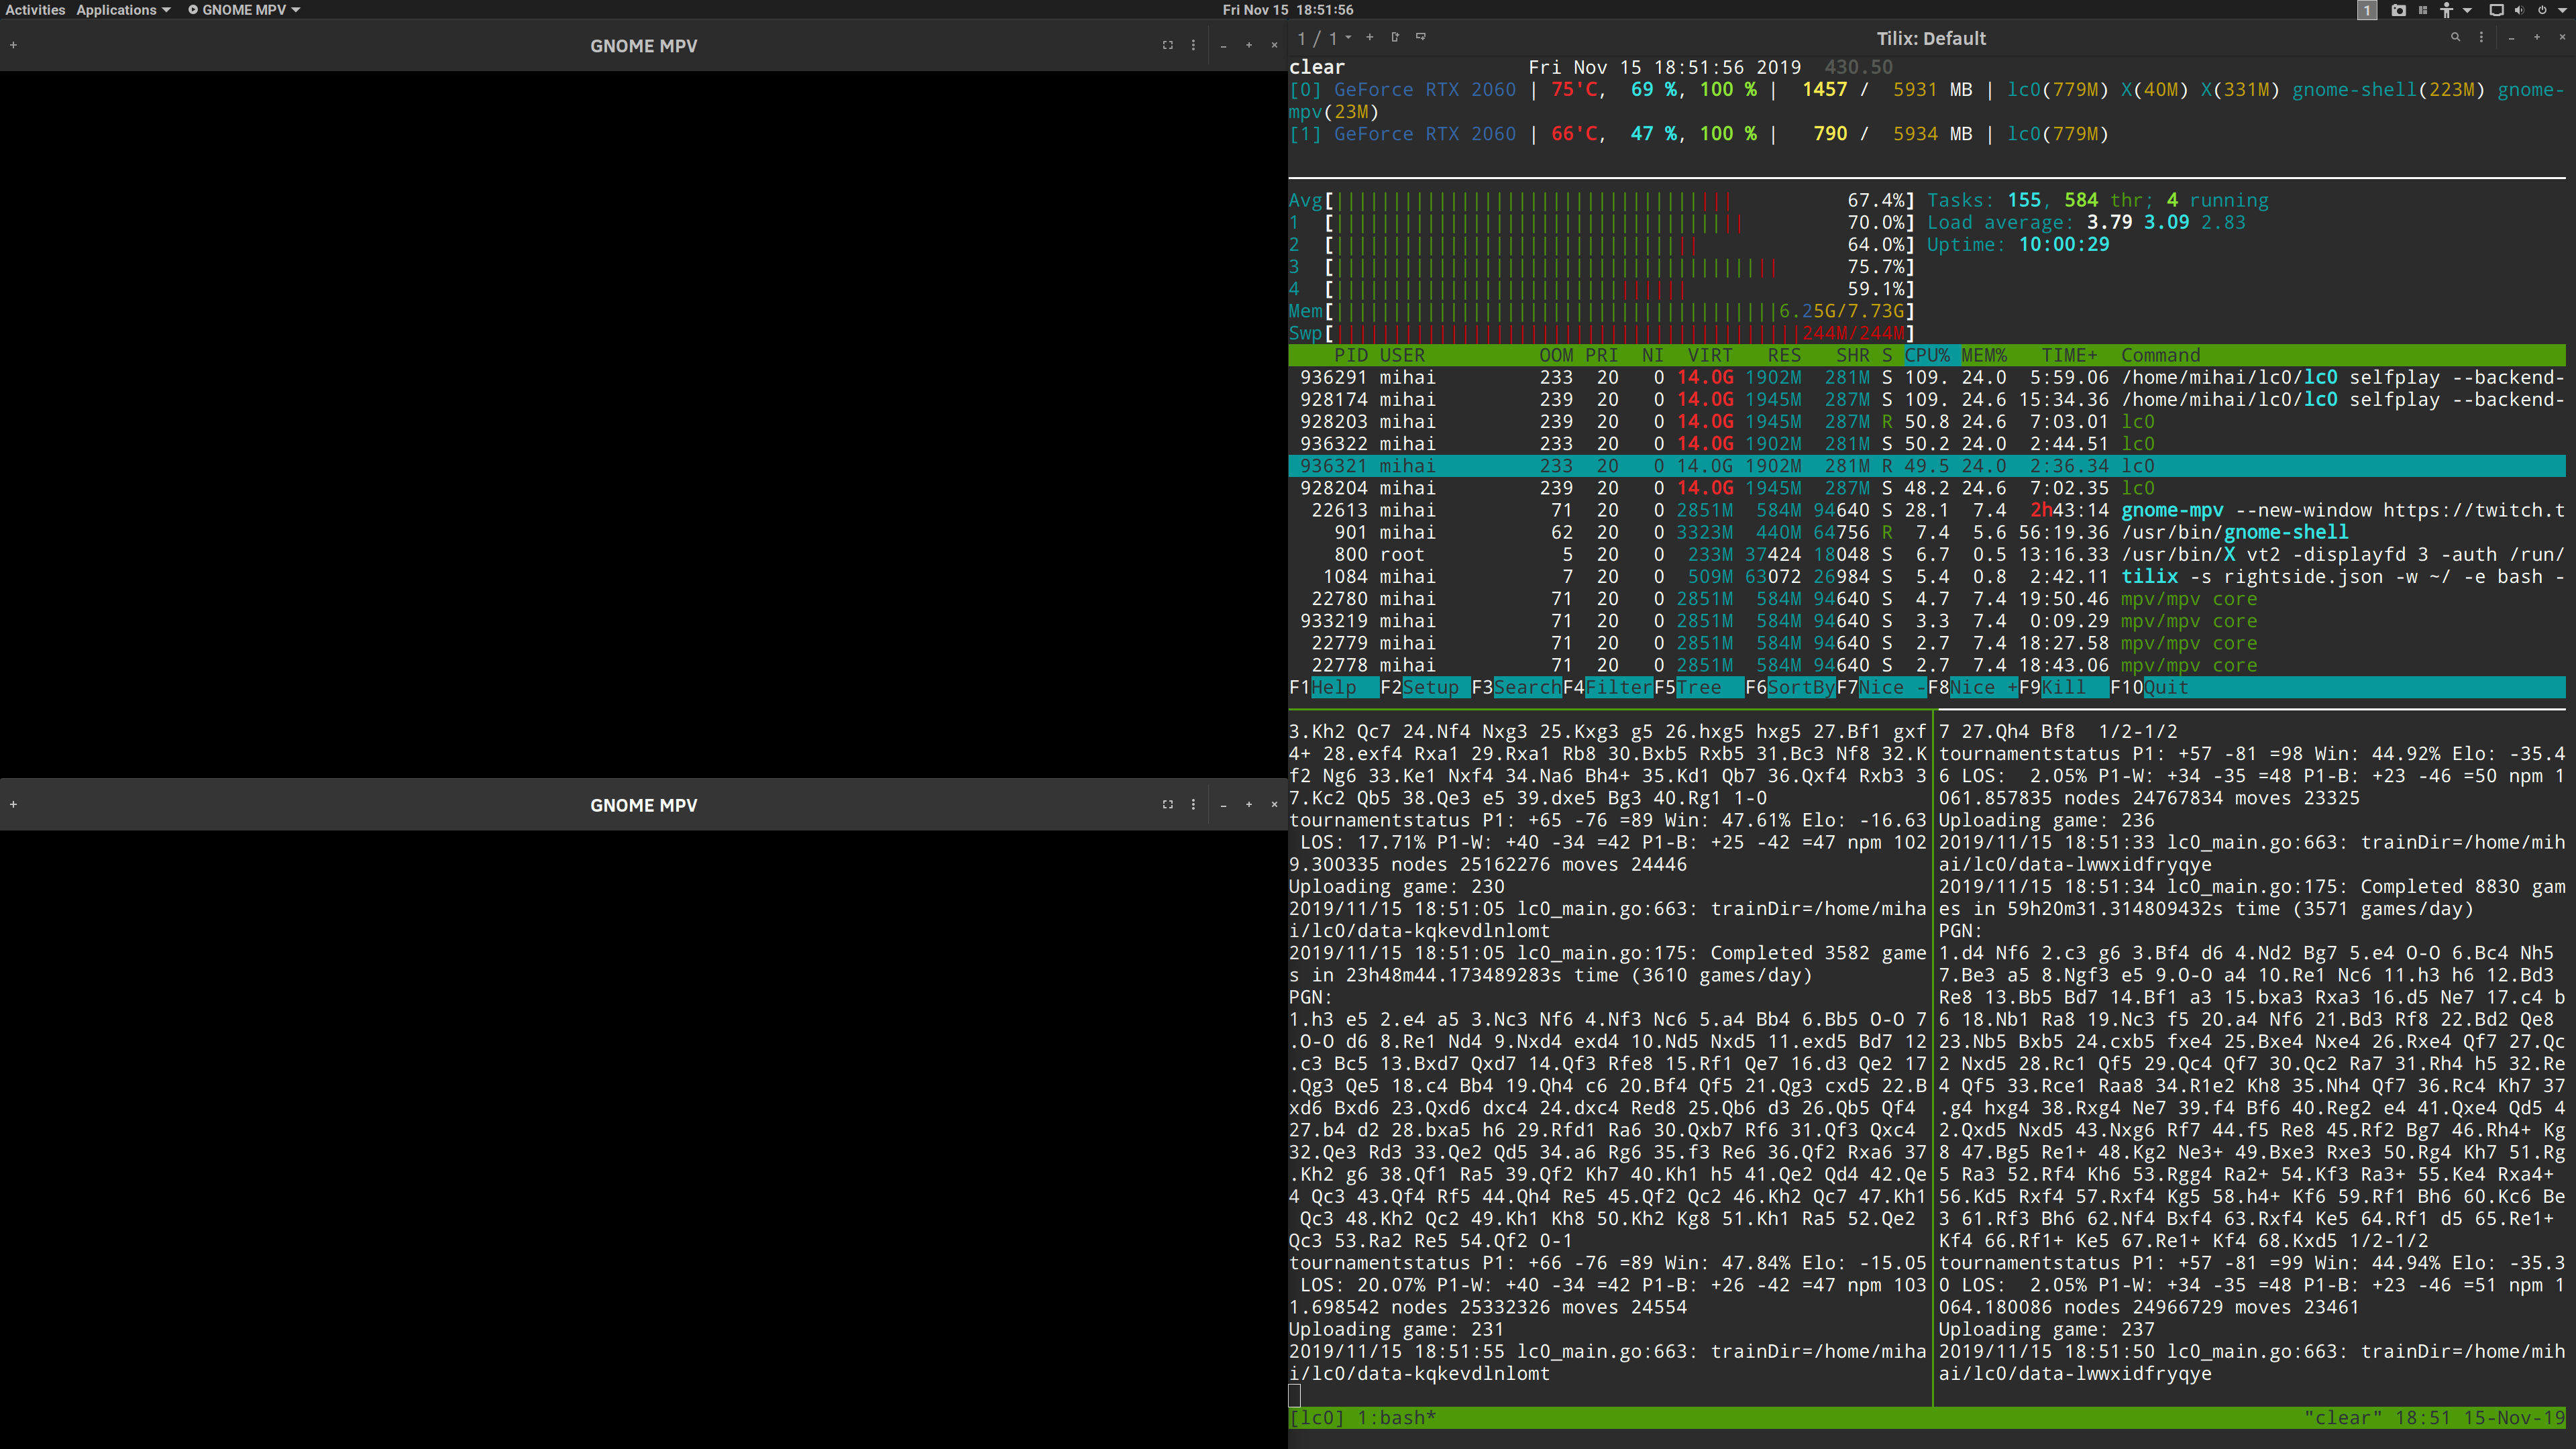 Activities Applications GNOME MPV Fri Nov 15 18:51:56 1
GNOME MPV
GNOME MPV
1 / 1 Tilix: Default
clear Fri Nov 15 18:51:56 2019 430.50
[0] GeForce RTX 2060 | 75'C, 69 %, 100 % | 1457 / 5931 MB | lc0(779M) X(40M) X(331M) gnome-shell(223M) gnome-
mpv(23M)
[1] GeForce RTX 2060 | 66'C, 47 %, 100 % | 790 / 5934 MB | lc0(779M)
Avg[ 67.4%] Tasks: 155, 584 thr; 4 running
1 [ 70.0%] Load average: 3.79 3.09 2.83
2 [ 64.0%] Uptime: 10:00:29
3 [ 75.7%]
4 [ 59.1%]
Mem[ 6.25G/7.73G]
Swp[ 244M/244M]
PID USER OOM PRI NI VIRT RES SHR S CPU% MEM% TIME+ Command
936291 mihai 233 20 0 14.0G 1902M 281M S 109. 24.0 5:59.06 /home/mihai/lc0/lc0 selfplay --backend-
928174 mihai 239 20 0 14.0G 1945M 287M S 109. 24.6 15:34.36 /home/mihai/lc0/lc0 selfplay --backend-
928203 mihai 239 20 0 14.0G 1945M 287M R 50.8 24.6 7:03.01 lc0
936322 mihai 233 20 0 14.0G 1902M 281M S 50.2 24.0 2:44.51 lc0
936321 mihai 233 20 0 14.0G 1902M 281M R 49.5 24.0 2:36.34 lc0
928204 mihai 239 20 0 14.0G 1945M 287M S 48.2 24.6 7:02.35 lc0
22613 mihai 71 20 0 2851M 584M 94640 S 28.1 7.4 2h43:14 gnome-mpv --new-window https://twitch.t
901 mihai 62 20 0 3323M 440M 64756 R 7.4 5.6 56:19.36 /usr/bin/gnome-shell
800 root 5 20 0 233M 37424 18048 S 6.7 0.5 13:16.33 /usr/bin/X vt2 -displayfd 3 -auth /run/
1084 mihai 7 20 0 509M 63072 26984 S 5.4 0.8 2:42.11 tilix -s rightside.json -w ~/ -e bash -
22780 mihai 71 20 0 2851M 584M 94640 S 4.7 7.4 19:50.46 mpv/mpv core
933219 mihai 71 20 0 2851M 584M 94640 S 3.3 7.4 0:09.29 mpv/mpv core
22779 mihai 71 20 0 2851M 584M 94640 S 2.7 7.4 18:27.58 mpv/mpv core
22778 mihai 71 20 0 2851M 584M 94640 S 2.7 7.4 18:43.06 mpv/mpv core
F1Help F2Setup F3SearchF4FilterF5Tree F6SortByF7Nice -F8Nice +F9Kill F10Quit
3.Kh2 Qc7 24.Nf4 Nxg3 25.Kxg3 g5 26.hxg5 hxg5 27.Bf1 gxf
4+ 28.exf4 Rxa1 29.Rxa1 Rb8 30.Bxb5 Rxb5 31.Bc3 Nf8 32.K
f2 Ng6 33.Ke1 Nxf4 34.Na6 Bh4+ 35.Kd1 Qb7 36.Qxf4 Rxb3 3
7.Kc2 Qb5 38.Qe3 e5 39.dxe5 Bg3 40.Rg1 1-0
tournamentstatus P1: +65 -76 =89 Win: 47.61% Elo: -16.63
LOS: 17.71% P1-W: +40 -34 =42 P1-B: +25 -42 =47 npm 102
9.300335 nodes 25162276 moves 24446
Uploading game: 230
2019/11/15 18:51:05 lc0_main.go:663: trainDir=/home/miha
i/lc0/data-kqkevdlnlomt
2019/11/15 18:51:05 lc0_main.go:175: Completed 3582 game
s in 23h48m44.173489283s time (3610 games/day)
PGN:
1.h3 e5 2.e4 a5 3.Nc3 Nf6 4.Nf3 Nc6 5.a4 Bb4 6.Bb5 O-O 7
.O-O d6 8.Re1 Nd4 9.Nxd4 exd4 10.Nd5 Nxd5 11.exd5 Bd7 12
.c3 Bc5 13.Bxd7 Qxd7 14.Qf3 Rfe8 15.Rf1 Qe7 16.d3 Qe2 17
.Qg3 Qe5 18.c4 Bb4 19.Qh4 c6 20.Bf4 Qf5 21.Qg3 cxd5 22.B
xd6 Bxd6 23.Qxd6 dxc4 24.dxc4 Red8 25.Qb6 d3 26.Qb5 Qf4
27.b4 d2 28.bxa5 h6 29.Rfd1 Ra6 30.Qxb7 Rf6 31.Qf3 Qxc4
32.Qe3 Rd3 33.Qe2 Qd5 34.a6 Rg6 35.f3 Re6 36.Qf2 Rxa6 37
.Kh2 g6 38.Qf1 Ra5 39.Qf2 Kh7 40.Kh1 h5 41.Qe2 Qd4 42.Qe
4 Qc3 43.Qf4 Rf5 44.Qh4 Re5 45.Qf2 Qc2 46.Kh2 Qc7 47.Kh1
Qc3 48.Kh2 Qc2 49.Kh1 Kh8 50.Kh2 Kg8 51.Kh1 Ra5 52.Qe2
Qc3 53.Ra2 Re5 54.Qf2 0-1
tournamentstatus P1: +66 -76 =89 Win: 47.84% Elo: -15.05
LOS: 20.07% P1-W: +40 -34 =42 P1-B: +26 -42 =47 npm 103
1.698542 nodes 25332326 moves 24554
Uploading game: 231
2019/11/15 18:51:55 lc0_main.go:663: trainDir=/home/miha
i/lc0/data-kqkevdlnlomt
7 27.Qh4 Bf8 1/2-1/2
tournamentstatus P1: +57 -81 =98 Win: 44.92% Elo: -35.4
6 LOS: 2.05% P1-W: +34 -35 =48 P1-B: +23 -46 =50 npm 1
061.857835 nodes 24767834 moves 23325
Uploading game: 236
2019/11/15 18:51:33 lc0_main.go:663: trainDir=/home/mih
ai/lc0/data-lwwxidfryqye
2019/11/15 18:51:34 lc0_main.go:175: Completed 8830 gam
es in 59h20m31.314809432s time (3571 games/day)
PGN:
1.d4 Nf6 2.c3 g6 3.Bf4 d6 4.Nd2 Bg7 5.e4 O-O 6.Bc4 Nh5
7.Be3 a5 8.Ngf3 e5 9.O-O a4 10.Re1 Nc6 11.h3 h6 12.Bd3
Re8 13.Bb5 Bd7 14.Bf1 a3 15.bxa3 Rxa3 16.d5 Ne7 17.c4 b
6 18.Nb1 Ra8 19.Nc3 f5 20.a4 Nf6 21.Bd3 Rf8 22.Bd2 Qe8
23.Nb5 Bxb5 24.cxb5 fxe4 25.Bxe4 Nxe4 26.Rxe4 Qf7 27.Qc
2 Nxd5 28.Rc1 Qf5 29.Qc4 Qf7 30.Qc2 Ra7 31.Rh4 h5 32.Re
4 Qf5 33.Rce1 Raa8 34.R1e2 Kh8 35.Nh4 Qf7 36.Rc4 Kh7 37
.g4 hxg4 38.Rxg4 Ne7 39.f4 Bf6 40.Reg2 e4 41.Qxe4 Qd5 4
2.Qxd5 Nxd5 43.Nxg6 Rf7 44.f5 Re8 45.Rf2 Bg7 46.Rh4+ Kg
8 47.Bg5 Re1+ 48.Kg2 Ne3+ 49.Bxe3 Rxe3 50.Rg4 Kh7 51.Rg
5 Ra3 52.Rf4 Kh6 53.Rgg4 Ra2+ 54.Kf3 Ra3+ 55.Ke4 Rxa4+
56.Kd5 Rxf4 57.Rxf4 Kg5 58.h4+ Kf6 59.Rf1 Bh6 60.Kc6 Be
3 61.Rf3 Bh6 62.Nf4 Bxf4 63.Rxf4 Ke5 64.Rf1 d5 65.Re1+
Kf4 66.Rf1+ Ke5 67.Re1+ Kf4 68.Kxd5 1/2-1/2
tournamentstatus P1: +57 -81 =99 Win: 44.94% Elo: -35.3
0 LOS: 2.05% P1-W: +34 -35 =48 P1-B: +23 -46 =51 npm 1
064.180086 nodes 24966729 moves 23461
Uploading game: 237
2019/11/15 18:51:50 lc0_main.go:663: trainDir=/home/mih
ai/lc0/data-lwwxidfryqye
[lc0] 1:bash* "clear" 18:51 15-Nov-19